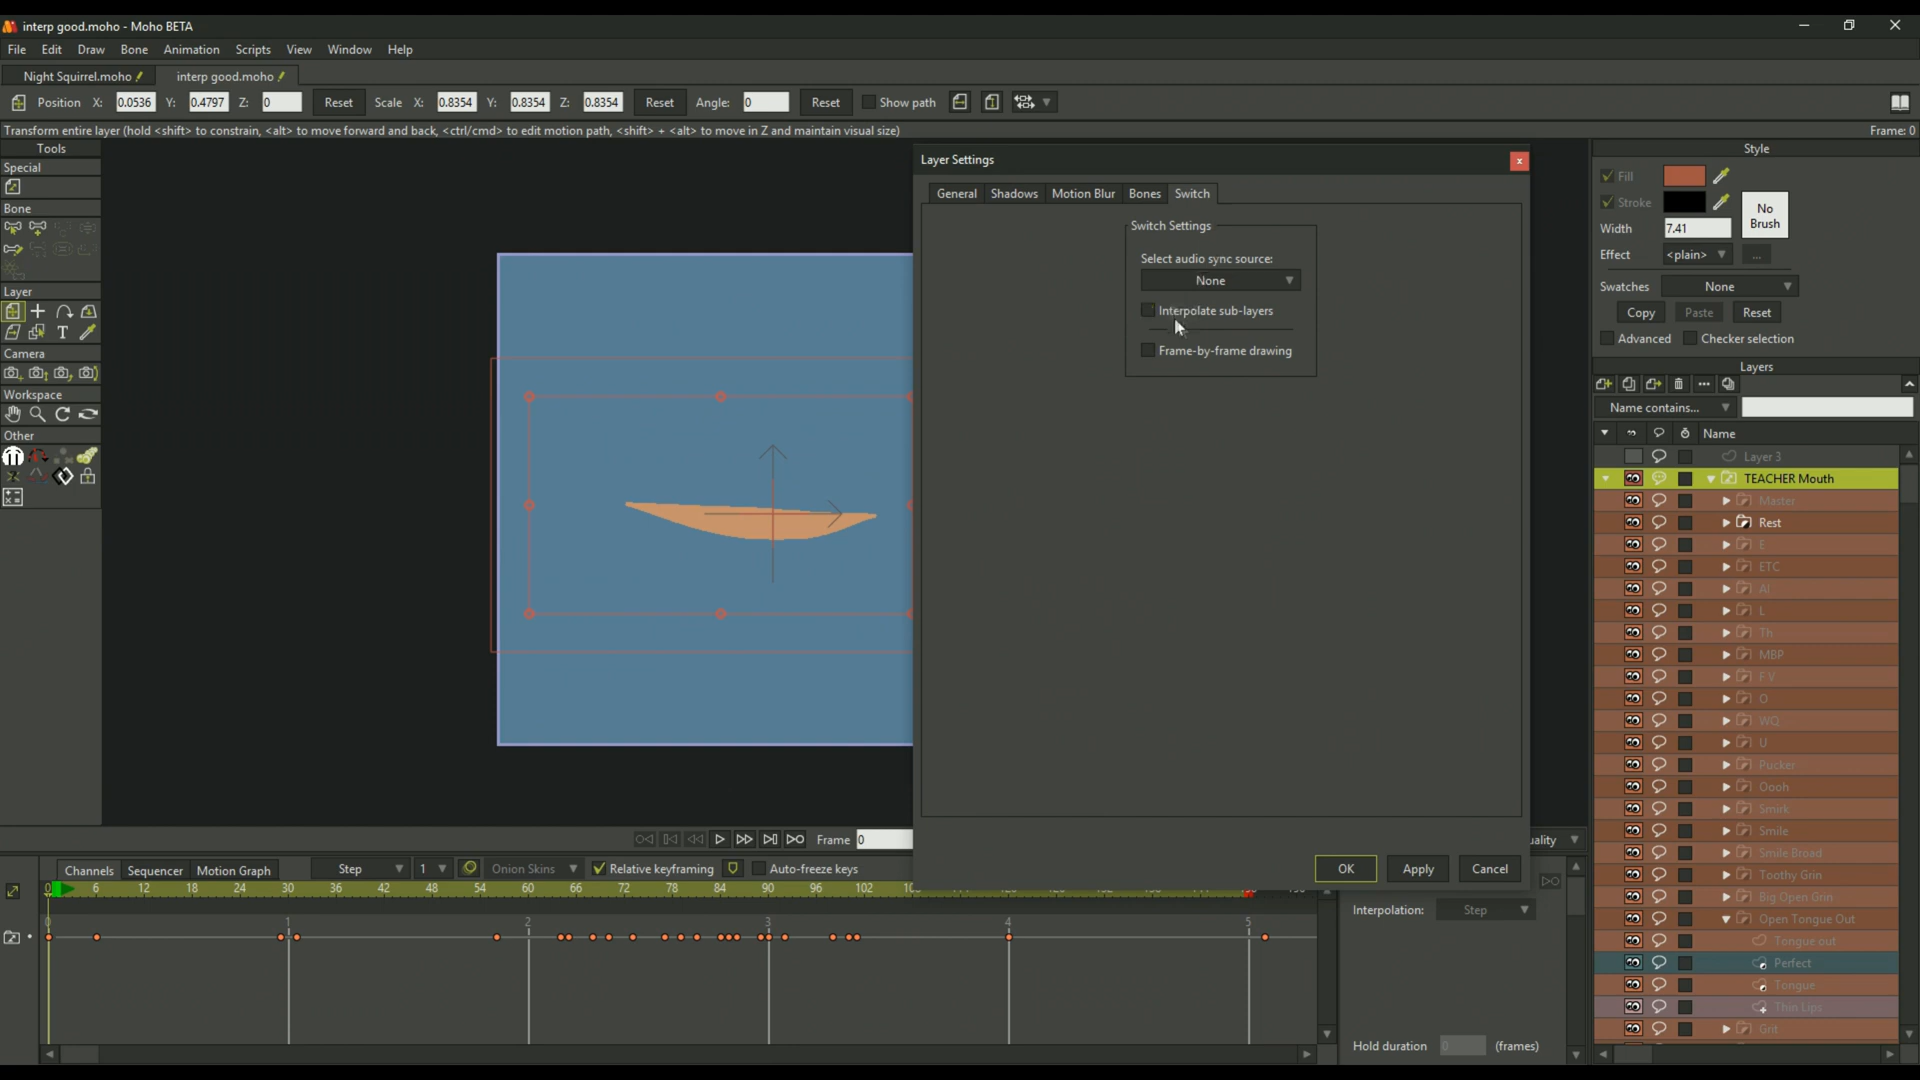 interp good.moho - Moho BETA
File Edit Draw Bone Animation Scripts View Window Help
Night Squirrel.moho interp good.moho
Position X: 0.0536 Y: 0.4797 Z: 0 Reset Scale X: 0.8354 Y: 0.8354 Z: 0.8354 Reset Angle: 0 Reset Show path
Transform entire layer (hold <shift> to constrain, <alt> to move forward and back, <ctrl/cmd> to edit motion path, <shift> + <alt> to move in Z and maintain visual size) Frame: 0
Tools
Special
Bone
Layer
Camera
Workspace
Other
Layer Settings
General Shadows Motion Blur Bones Switch
Switch Settings
Select audio sync source:
None
Interpolate sub-layers
Frame-by-frame drawing
OK Apply Cancel
Style
Fill
Stroke
No Brush
Width 7.41
Effect <plain> ...
Swatches None
Copy Paste Reset
Advanced Checker selection
Layers
Name contains...
Name
Layer 3
TEACHER Mouth
Master
Rest
E
ETC
AI
L
Th
MBP
F V
O
WQ
U
Pucker
Oooh
Smirk
Smile
Smile Broad
Toothy Grin
Big Open Grin
Open Tongue Out
Tongue out
Perfect
Tongue
Thin Lips
Grit
Frame 0
uality
Channels Sequencer Motion Graph Step 1 Onion Skins Relative keyframing Auto-freeze keys
0 6 12 18 24 30 36 42 48 54 60 66 72 78 84 90 96 102
0 1 2 3 4 5
Interpolation: Step
Hold duration 0 (frames)